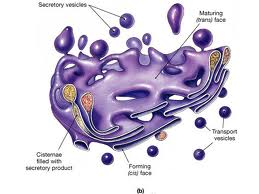 Secretory vesicles
Maturing
(trans) face
Transport
vesicles
Cisternae
filled with
secretory product
Forming
(cis) face
(b)